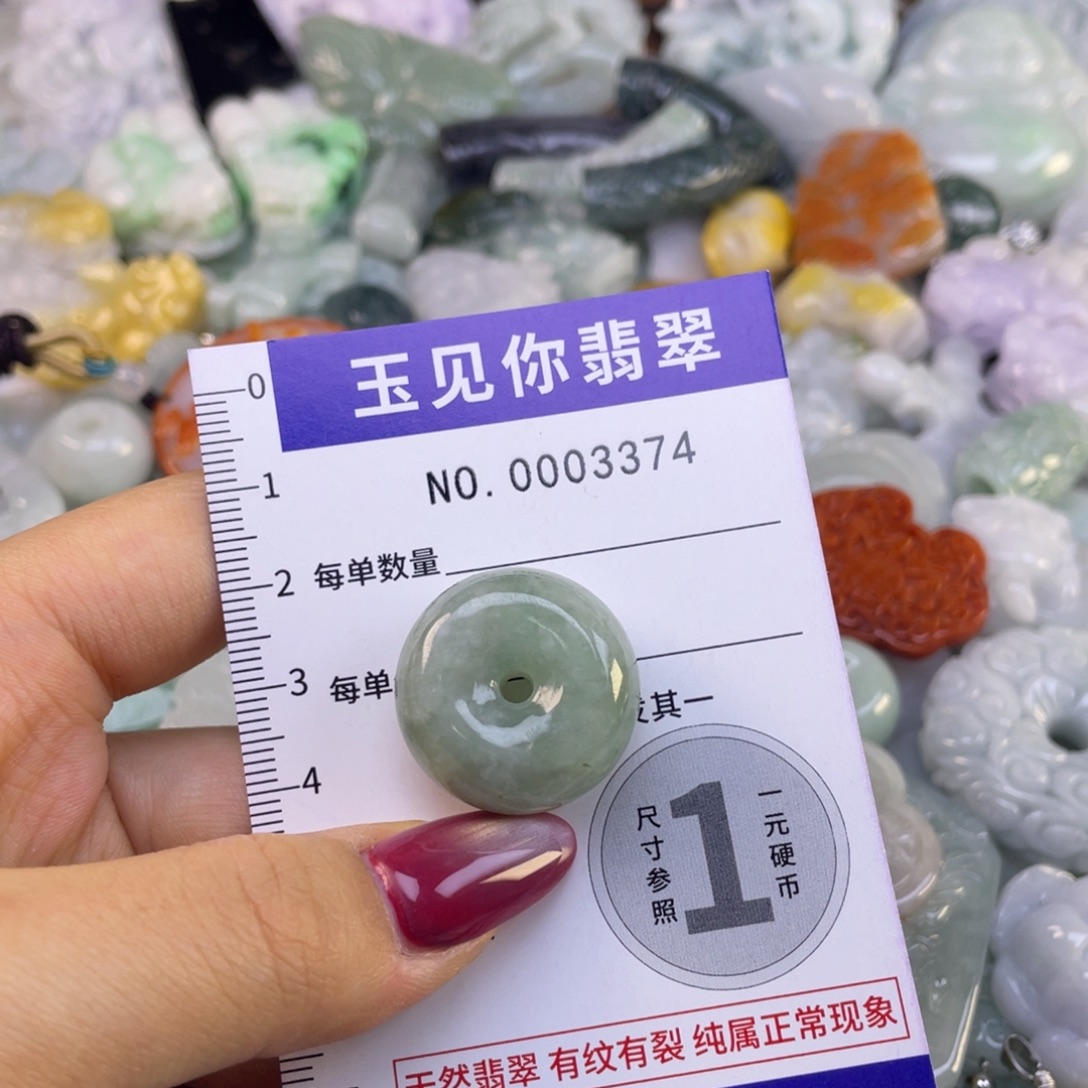 玉见你翡翠
NO. 0003374
0
1
2
3
4
每单数量
每单
其一
尺寸参照
1
一元硬币
天然翡翠 有纹有裂 纯属正常现象